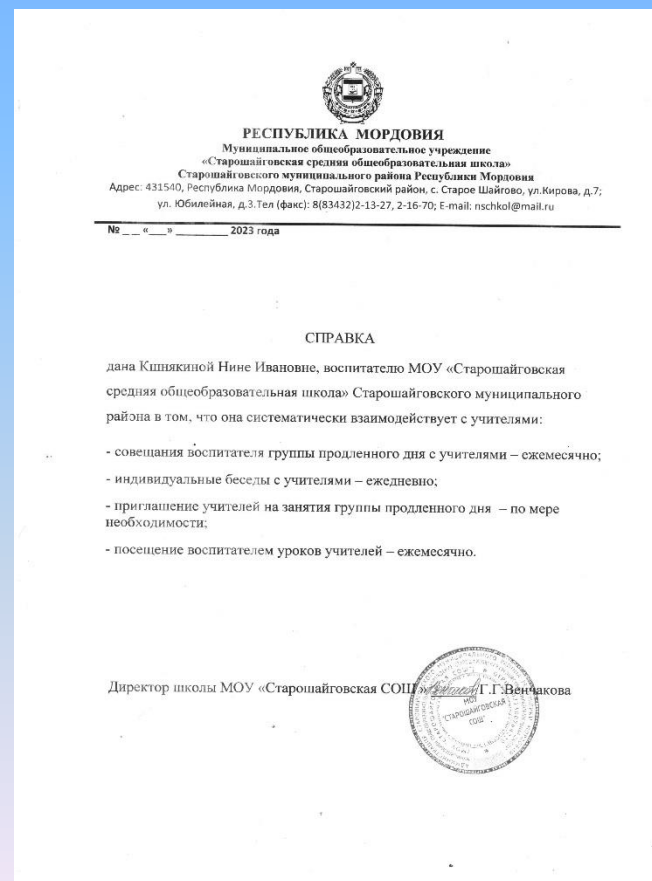 РЕСПУБЛИКА МОРДОВИЯ
Муниципальное общеобразовательное учреждение
«Старошайговская средняя общеобразовательная школа»
Старошайговского муниципального района Республики Мордовия
Адрес: 431540, Республика Мордовия, Старошайговский район, с. Старое Шайгово, ул.Кирова, д.7;
ул. Юбилейная, д.3.Тел (факс): 8(83432)2-13-27, 2-16-70; E-mail: nschkol@mail.ru
№ _ _ «___» _________ 2023 года
СПРАВКА
дана Кшнякиной Нине Ивановне, воспитателю МОУ «Старошайговская
средняя общеобразовательная школа» Старошайговского муниципального
района в том, что она систематически взаимодействует с учителями:
- совещания воспитателя группы продленного дня с учителями – ежемесячно;
- индивидуальные беседы с учителями – ежедневно;
- приглашение учителей на занятия группы продленного дня – по мере
необходимости;
- посещение воспитателем уроков учителей – ежемесячно.
Директор школы МОУ «Старошайговская СОШ» Г.Г.Венчакова
МОУ
"СТАРОШАЙГОВСКАЯ
СОШ"